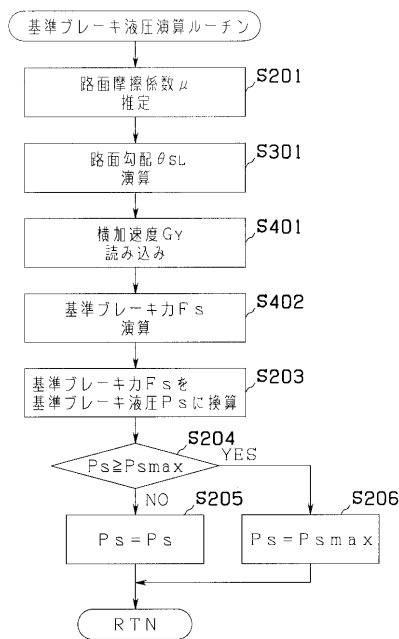 基準ブレーキ液圧演算ルーチン
S201
路面摩擦係数μ
推定
S301
路面勾配θSL
演算
S401
横加速度GY
読み込み
S402
基準ブレーキ力Fs
演算
S203
基準ブレーキ力Fsを
基準ブレーキ液圧Psに換算
S204
Ps≧Psmax
YES
NO
S205
Ps=Ps
S206
Ps=Psmax
RTN